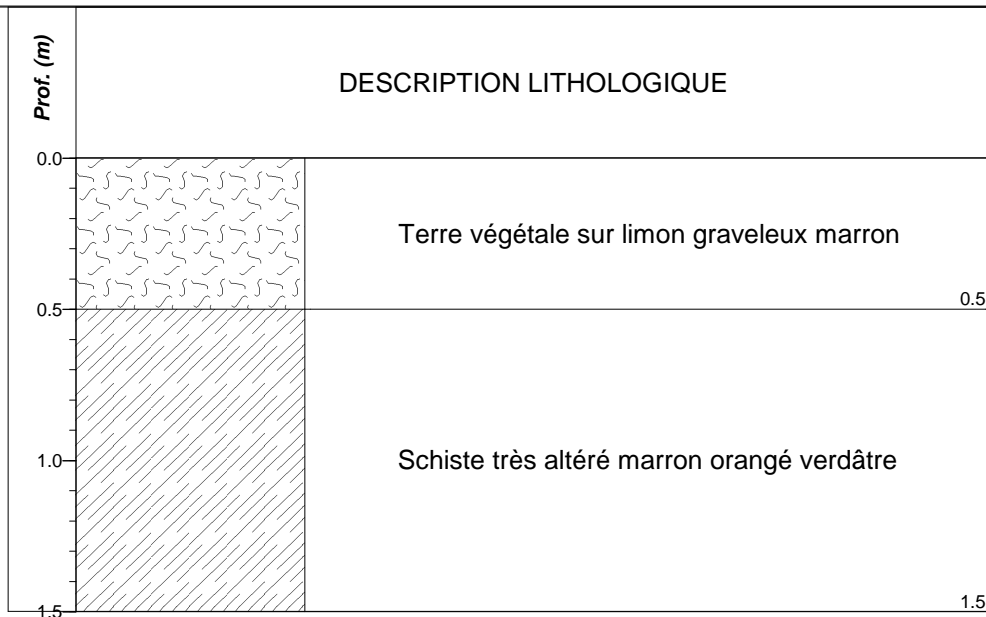 Prof. (m)
DESCRIPTION LITHOLOGIQUE
0.0
Terre végétale sur limon graveleux marron
0.5
0.5
1.0
Schiste très altéré marron orangé verdâtre
1.5
1.5